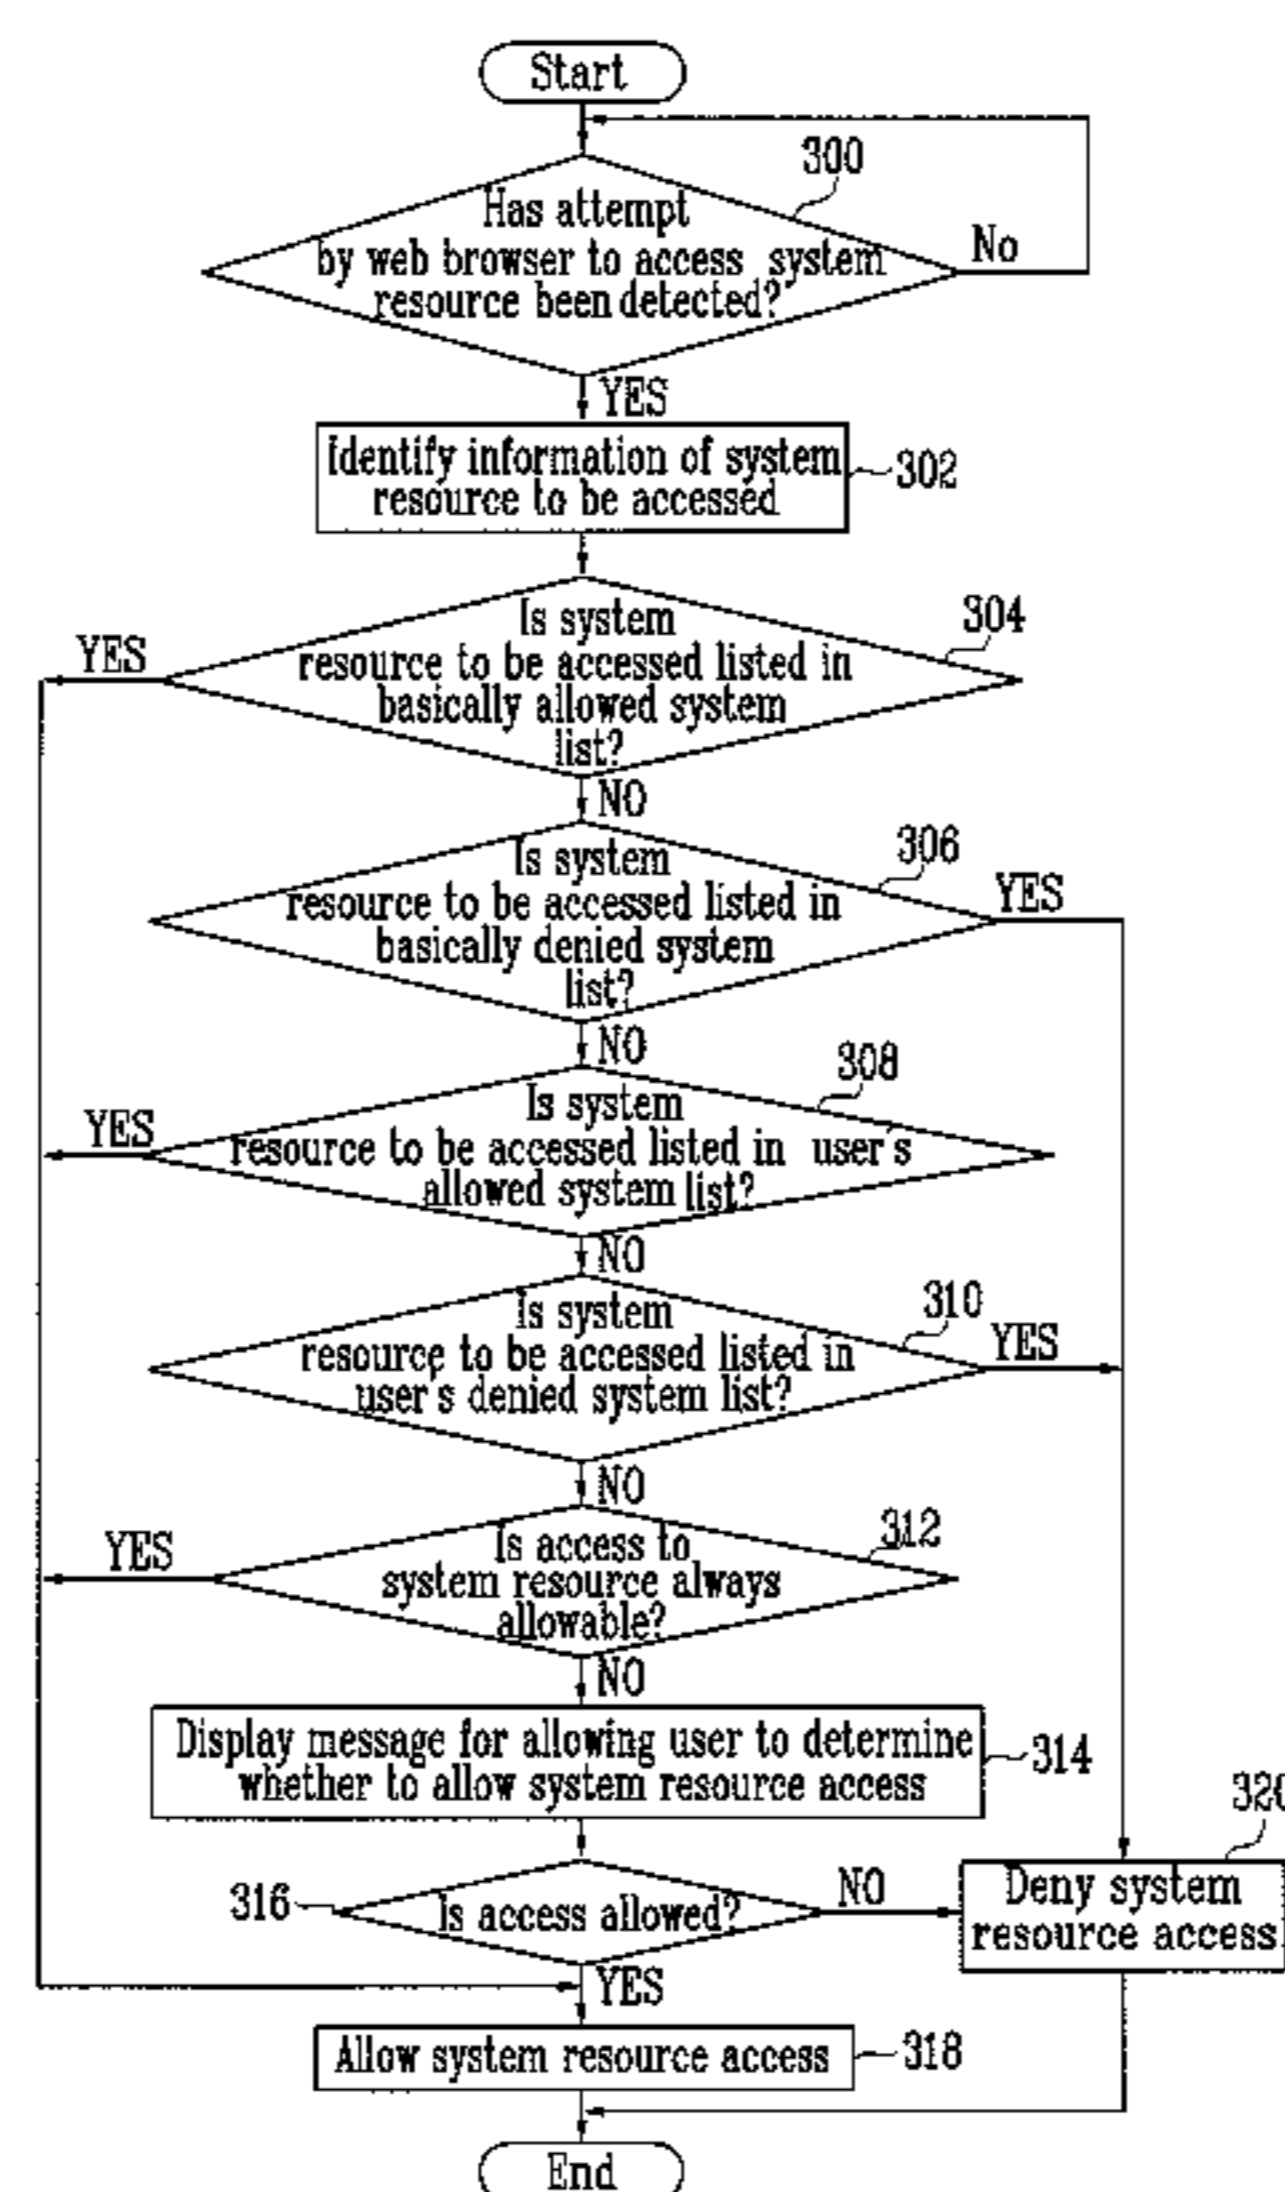 Start
300
Has attempt
by web browser to access system
resource been detected?
No
YES
Identify information of system
resource to be accessed
302
304
Is system
resource to be accessed listed in
basically allowed system
list?
YES
NO
306
Is system
resource to be accessed listed in
basically denied system
list?
YES
NO
308
Is system
resource to be accessed listed in user's
allowed system list?
YES
NO
310
Is system
resource to be accessed listed in
user's denied system list?
YES
NO
312
Is access to
system resource always
allowable?
YES
NO
Display message for allowing user to determine
whether to allow system resource access
314
316
Is access allowed?
NO
320
Deny system
resource access
YES
Allow system resource access
318
End